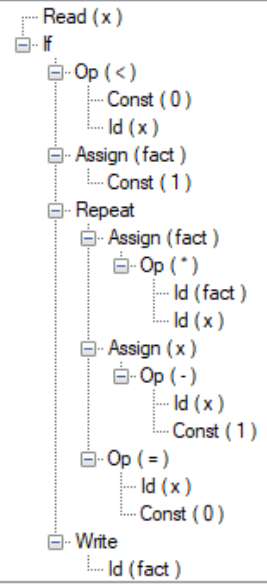 Read ( x )
If
Op ( < )
Const ( 0 )
Id ( x )
Assign ( fact )
Const ( 1 )
Repeat
Assign ( fact )
Op ( * )
Id ( fact )
Id ( x )
Assign ( x )
Op ( - )
Id ( x )
Const ( 1 )
Op ( = )
Id ( x )
Const ( 0 )
Write
Id ( fact )